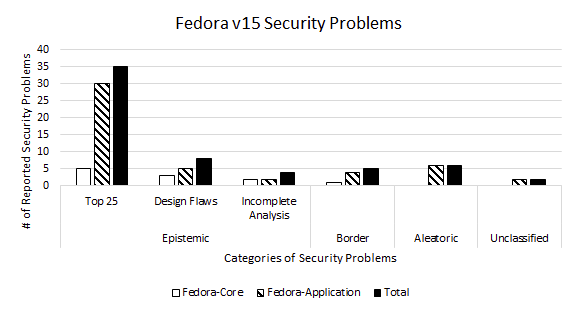 Fedora v15 Security Problems
# of Reported Security Problems
40
35
30
25
20
15
10
5
0
Top 25 Design Flaws Incomplete
Analysis
Epistemic Border Aleatoric Unclassified
Categories of Security Problems
Fedora-Core Fedora-Application Total